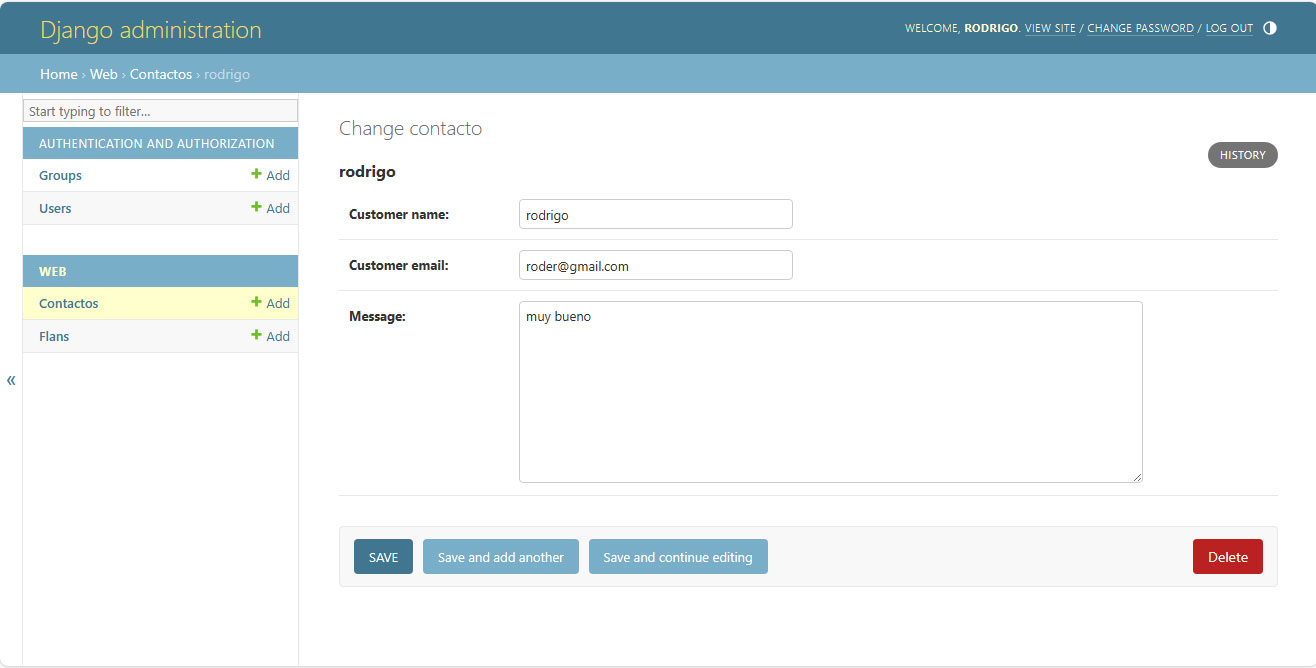 Django administration
WELCOME, RODRIGO. VIEW SITE / CHANGE PASSWORD / LOG OUT
Home › Web › Contactos › rodrigo
Start typing to filter...
AUTHENTICATION AND AUTHORIZATION
Groups + Add
Users + Add
WEB
Contactos + Add
Flans + Add
«
Change contacto
HISTORY
rodrigo
Customer name: rodrigo
Customer email: roder@gmail.com
Message: muy bueno
SAVE Save and add another Save and continue editing Delete